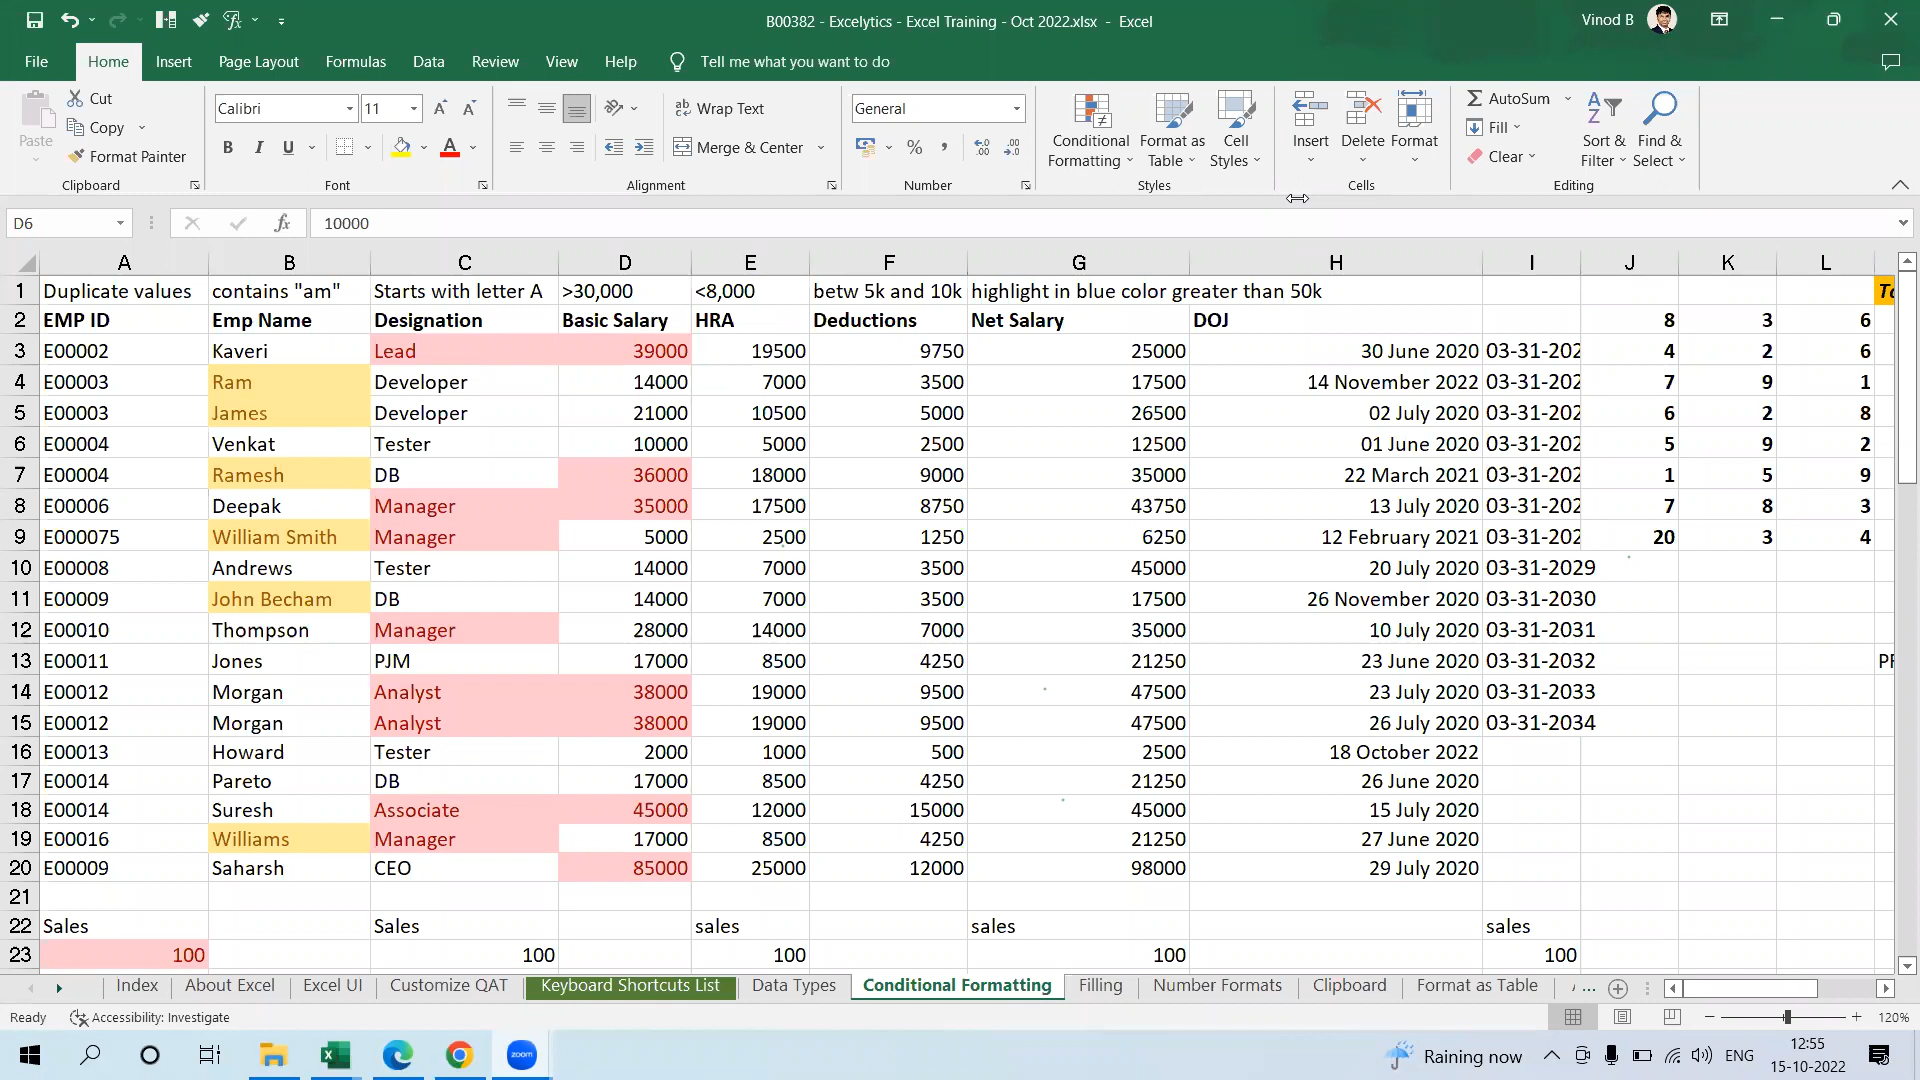 B00382 - Excelytics - Excel Training - Oct 2022.xlsx - Excel
Vinod B
File Home Insert Page Layout Formulas Data Review View Help Tell me what you want to do
Paste
Cut
Copy
Format Painter
Clipboard
Calibri 11
B I U
Font
Wrap Text
Merge & Center
Alignment
General
%
Number
Conditional Formatting
Format as Table
Cell Styles
Styles
Insert Delete Format
Cells
AutoSum
Fill
Clear
Sort & Filter
Find & Select
Editing
D6 fx 10000
A B C D E F G H I J K L
1 Duplicate values contains "am" Starts with letter A >30,000 <8,000 betw 5k and 10k highlight in blue color greater than 50k
2 EMP ID Emp Name Designation Basic Salary HRA Deductions Net Salary DOJ 8 3 6
3 E00002 Kaveri Lead 39000 19500 9750 25000 30 June 2020 03-31-202 4 2 6
4 E00003 Ram Developer 14000 7000 3500 17500 14 November 2022 03-31-202 7 9 1
5 E00003 James Developer 21000 10500 5000 26500 02 July 2020 03-31-202 6 2 8
6 E00004 Venkat Tester 10000 5000 2500 12500 01 June 2020 03-31-202 5 9 2
7 E00004 Ramesh DB 36000 18000 9000 35000 22 March 2021 03-31-202 1 5 9
8 E00006 Deepak Manager 35000 17500 8750 43750 13 July 2020 03-31-202 7 8 3
9 E000075 William Smith Manager 5000 2500 1250 6250 12 February 2021 03-31-202 20 3 4
10 E00008 Andrews Tester 14000 7000 3500 45000 20 July 2020 03-31-2029
11 E00009 John Becham DB 14000 7000 3500 17500 26 November 2020 03-31-2030
12 E00010 Thompson Manager 28000 14000 7000 35000 10 July 2020 03-31-2031
13 E00011 Jones PJM 17000 8500 4250 21250 23 June 2020 03-31-2032
14 E00012 Morgan Analyst 38000 19000 9500 47500 23 July 2020 03-31-2033
15 E00012 Morgan Analyst 38000 19000 9500 47500 26 July 2020 03-31-2034
16 E00013 Howard Tester 2000 1000 500 2500 18 October 2022
17 E00014 Pareto DB 17000 8500 4250 21250 26 June 2020
18 E00014 Suresh Associate 45000 12000 15000 45000 15 July 2020
19 E00016 Williams Manager 17000 8500 4250 21250 27 June 2020
20 E00009 Saharsh CEO 85000 25000 12000 98000 29 July 2020
21
22 Sales Sales sales sales sales
23 100 100 100 100 100
Index About Excel Excel UI Customize QAT Keyboard Shortcuts List Data Types Conditional Formatting Filling Number Formats Clipboard Format as Table ...
Ready Accessibility: Investigate 120%
zoom Raining now ENG 12:55
15-10-2022